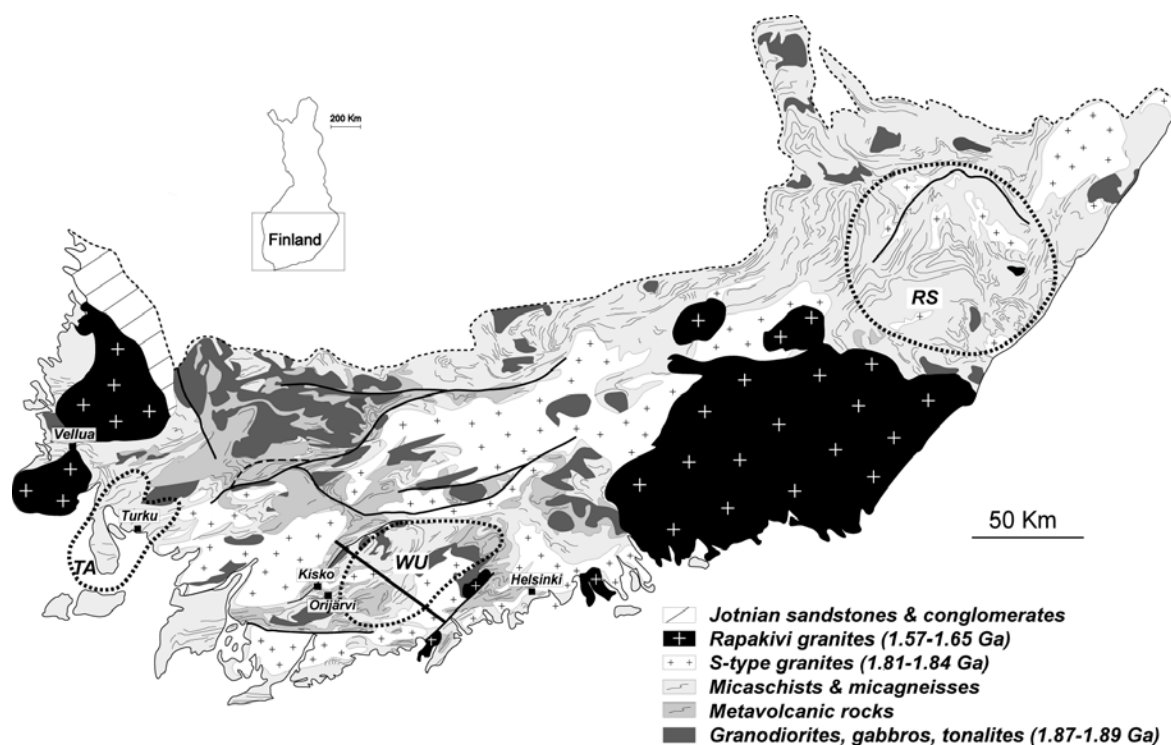 200 Km
Finland
RS
Vellua
Turku
TA
Kisko
Orijärvi
WU
Helsinki
50 Km
Jotnian sandstones & conglomerates
Rapakivi granites (1.57-1.65 Ga)
S-type granites (1.81-1.84 Ga)
Micaschists & micagneisses
Metavolcanic rocks
Granodiorites, gabbros, tonalites (1.87-1.89 Ga)